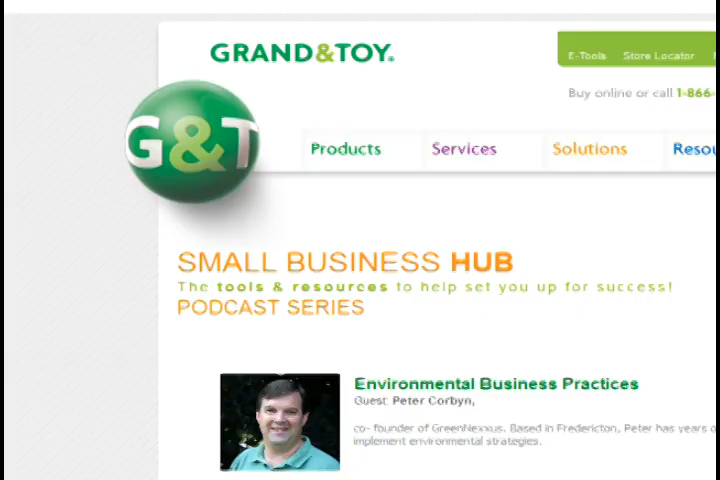 GRAND&TOY®
E-Tools Store Locator
Buy online or call 1-866-
G&T
Products Services Solutions
SMALL BUSINESS HUB
The tools & resources to help set you up for success!
PODCAST SERIES
Environmental Business Practices
Guest: Peter Corbyn,
co- founder of GreenNexxus. Based in Fredericton, Peter has years
implement environmental strategies.